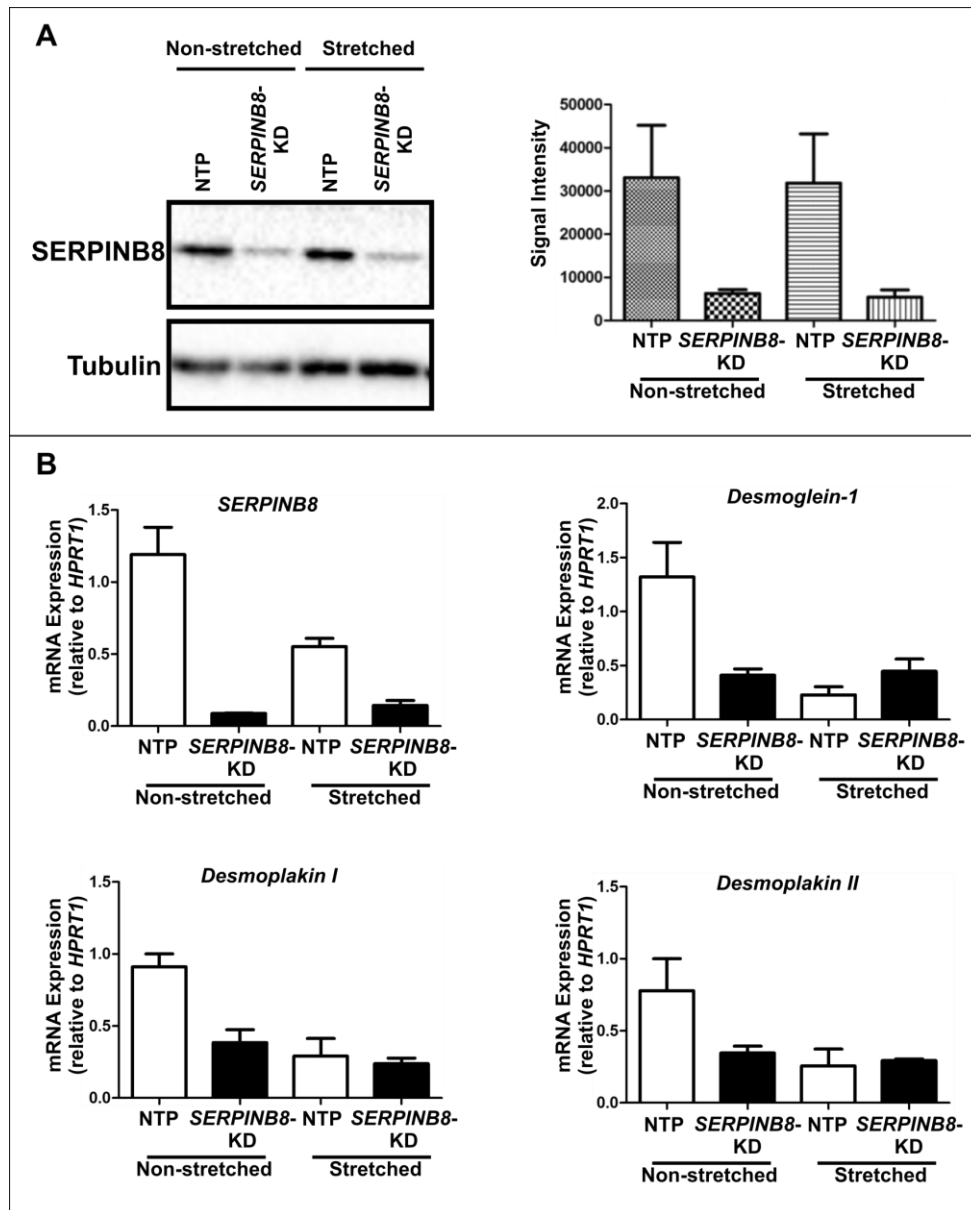 A
Non-stretched Stretched
NTP
SERPINB8-
KD
NTP
SERPINB8-
KD
SERPINB8
Tubulin
Signal Intensity
50000
40000
30000
20000
10000
0
NTP SERPINB8- NTP SERPINB8-
KD KD
Non-stretched Stretched
B
SERPINB8
mRNA Expression
(relative to HPRT1)
1.5
1.0
0.5
0.0
NTP SERPINB8- NTP SERPINB8-
KD KD
Non-stretched Stretched
Desmoglein-1
mRNA Expression
(relative to HPRT1)
2.0
1.5
1.0
0.5
0.0
NTP SERPINB8- NTP SERPINB8-
KD KD
Non-stretched Stretched
Desmoplakin I
mRNA Expression
(relative to HPRT1)
1.5
1.0
0.5
0.0
NTP SERPINB8- NTP SERPINB8-
KD KD
Non-stretched Stretched
Desmoplakin II
mRNA Expression
(relative to HPRT1)
1.5
1.0
0.5
0.0
NTP SERPINB8- NTP SERPINB8-
KD KD
Non-stretched Stretched